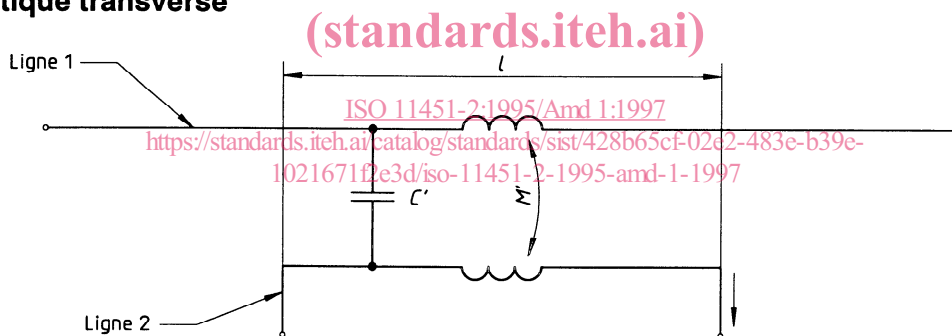 tique transverse
(standards.iteh.ai)
Ligne 1
l
ISO 11451-2:1995/Amd 1:1997
https://standards.iteh.ai/catalog/standards/sist/428b65cf-02e2-483e-b39e-
1021671f2e3d/iso-11451-2-1995-amd-1-1997
C'
M'
Ligne 2